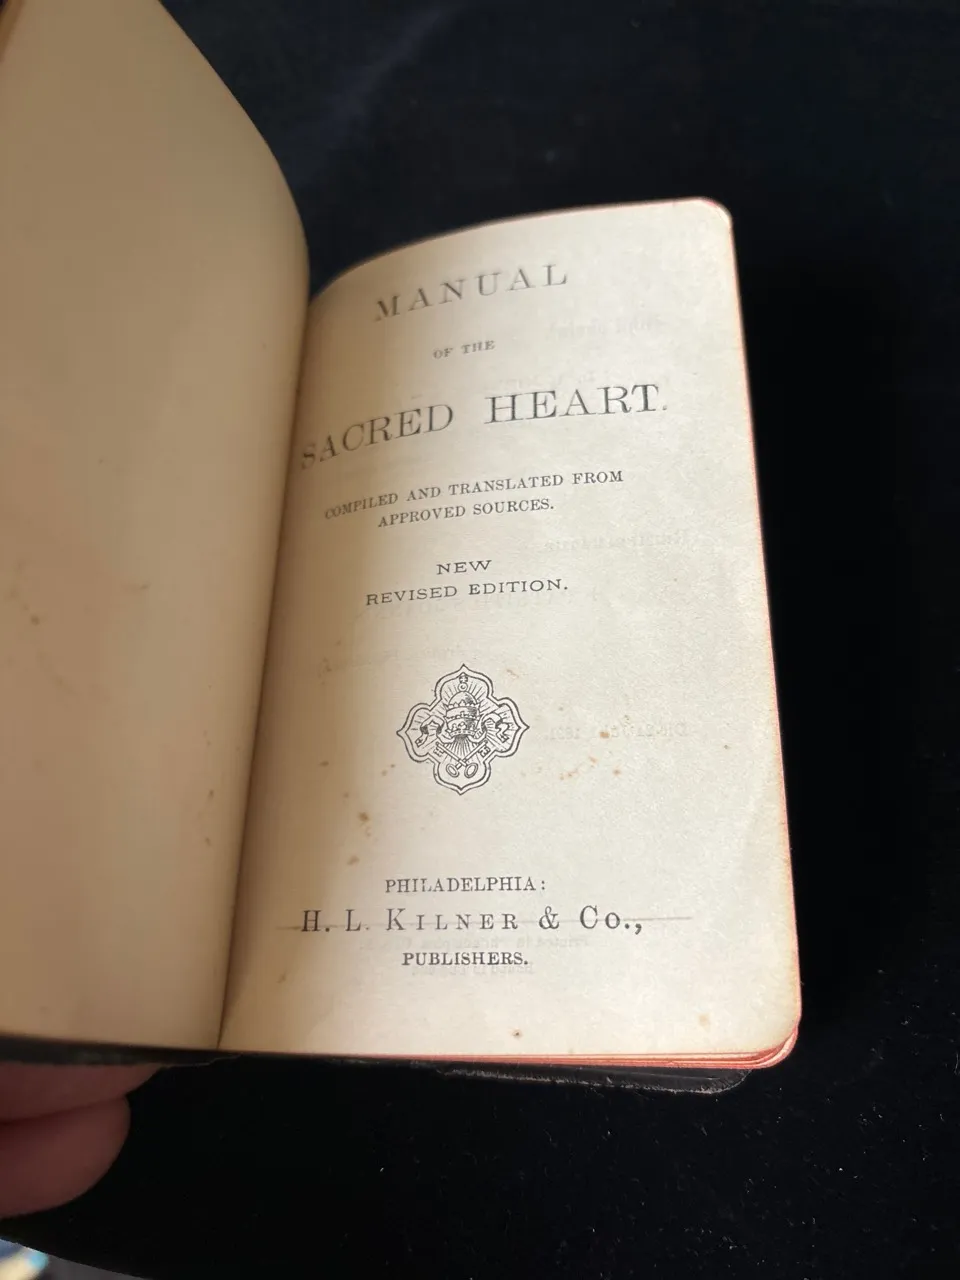 MANUAL
OF THE
SACRED HEART.
COMPILED AND TRANSLATED FROM
APPROVED SOURCES.
NEW
REVISED EDITION.
PHILADELPHIA:
H. L. KILNER & Co.,
PUBLISHERS.